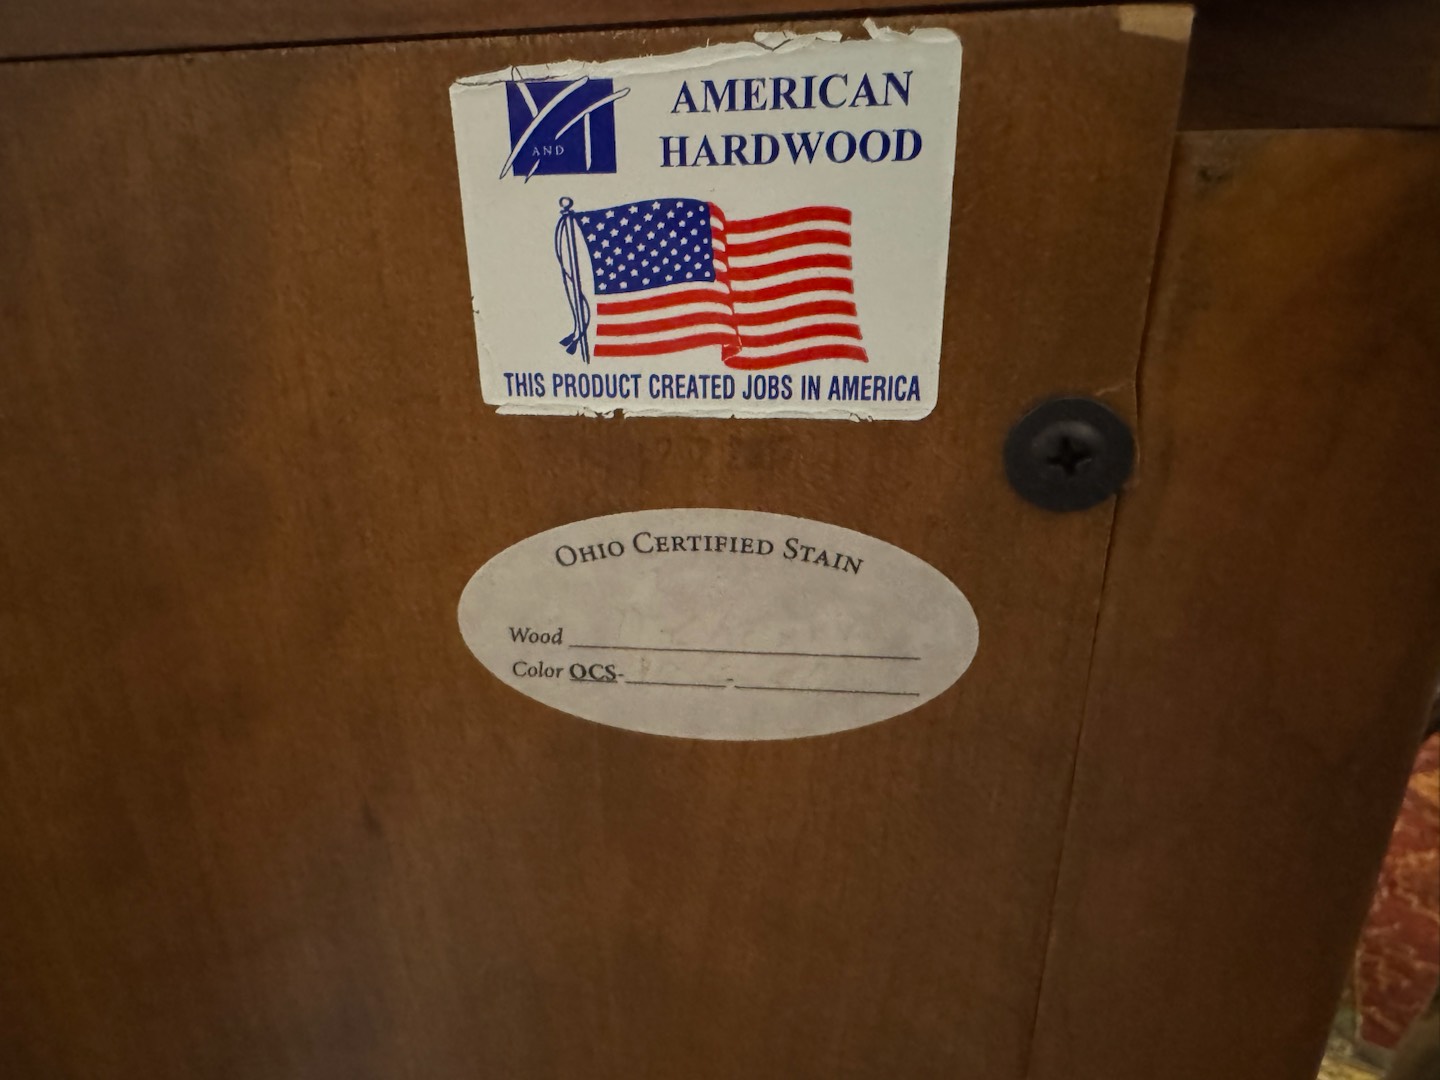 Y AND T
AMERICAN
HARDWOOD
THIS PRODUCT CREATED JOBS IN AMERICA
OHIO CERTIFIED STAIN
Wood
Color OCS- -